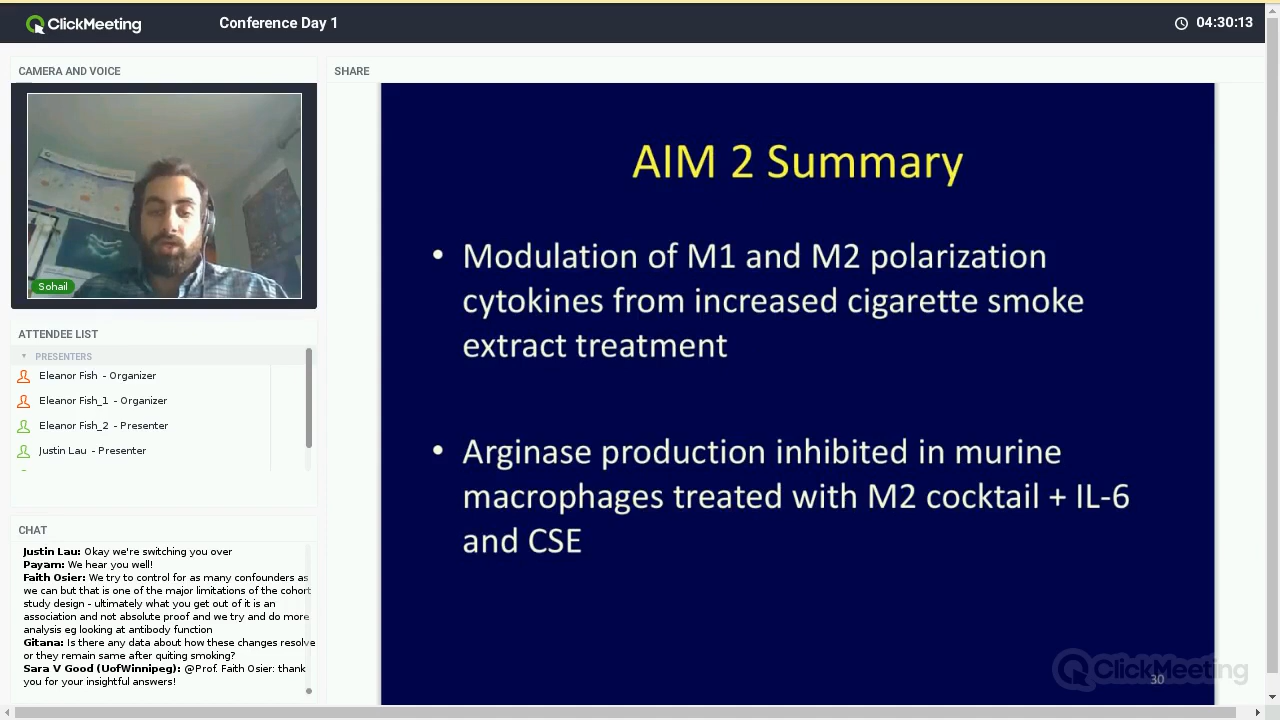 ClickMeeting
Conference Day 1
04:30:13
CAMERA AND VOICE
Sohail
ATTENDEE LIST
PRESENTERS
Eleanor Fish - Organizer
Eleanor Fish_1 - Organizer
Eleanor Fish_2 - Presenter
Justin Lau - Presenter
CHAT
Justin Lau: Okay we're switching you over
Payam: We hear you well!
Faith Osier: We try to control for as many confounders as
we can but that is one of the major limitations of the cohort
study design - ultimately what you get out of it is an
association and not absolute proof and we try and do more
analysis eg looking at antibody function
Gitana: Is there any data about how these changes resolve
or they remain same after quiting smoking?
Sara V Good (UofWinnipeg): @Prof. Faith Osier: thank
you for your insightful answers!
SHARE
AIM 2 Summary
• Modulation of M1 and M2 polarization
cytokines from increased cigarette smoke
extract treatment
• Arginase production inhibited in murine
macrophages treated with M2 cocktail + IL-6
and CSE
ClickMeeting
30